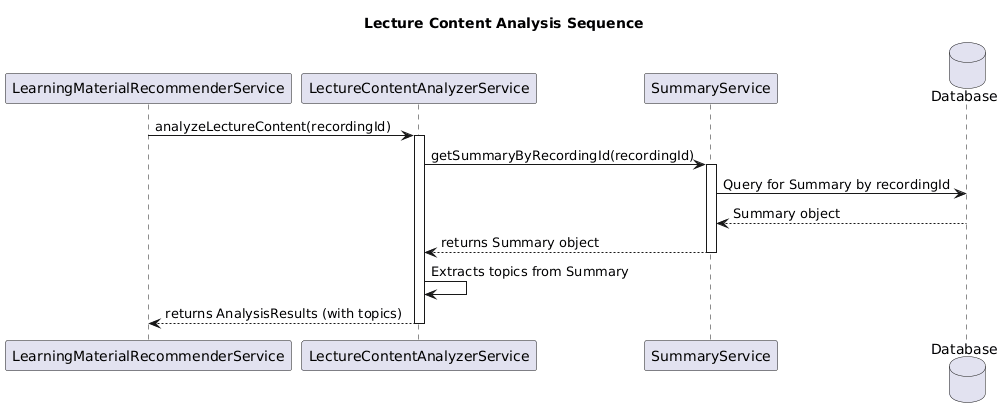 Lecture Content Analysis Sequence
Database
LearningMaterialRecommenderService
LectureContentAnalyzerService
SummaryService
analyzeLectureContent(recordingId)
getSummaryByRecordingId(recordingId)
Query for Summary by recordingId
Summary object
returns Summary object
Extracts topics from Summary
returns AnalysisResults (with topics)
LearningMaterialRecommenderService
LectureContentAnalyzerService
SummaryService
Database